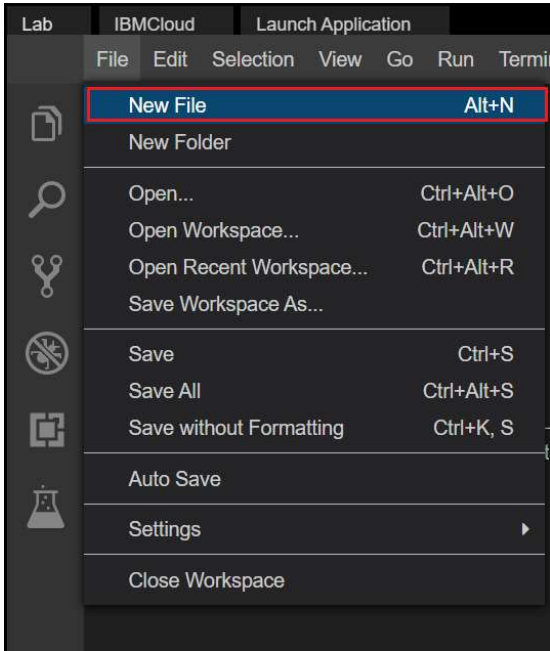 Lab IBMCloud Launch Application
File Edit Selection View Go Run
New File Alt+N
New Folder
Open... Ctrl+Alt+O
Open Workspace... Ctrl+Alt+W
Open Recent Workspace... Ctrl+Alt+R
Save Workspace As...
Save Ctrl+S
Save All Ctrl+Alt+S
Save without Formatting Ctrl+K, S
Auto Save
Settings
Close Workspace